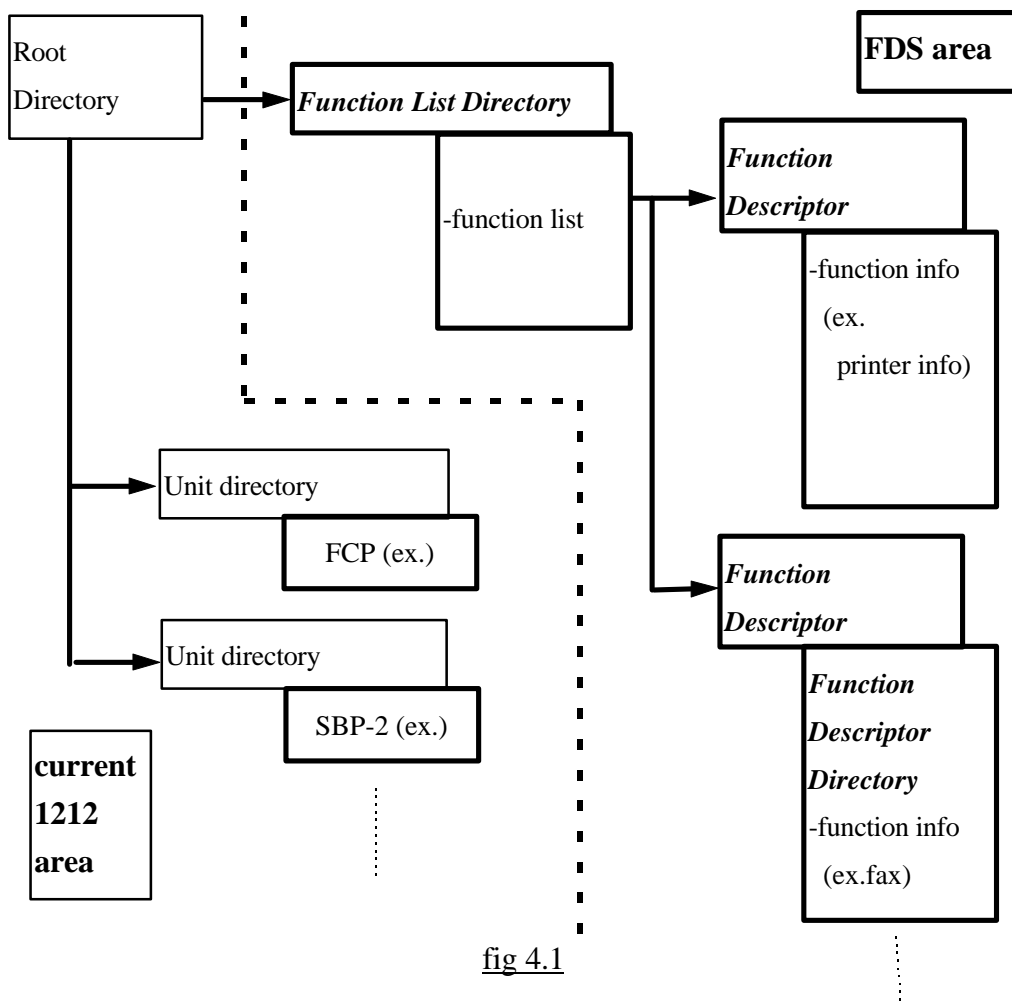 Root
Directory
FDS area
Function List Directory
-function list
Function
Descriptor
-function info
(ex.
printer info)
Unit directory
FCP (ex.)
Unit directory
SBP-2 (ex.)
Function
Descriptor
Function
Descriptor
Directory
-function info
(ex.fax)
current
1212
area
fig 4.1